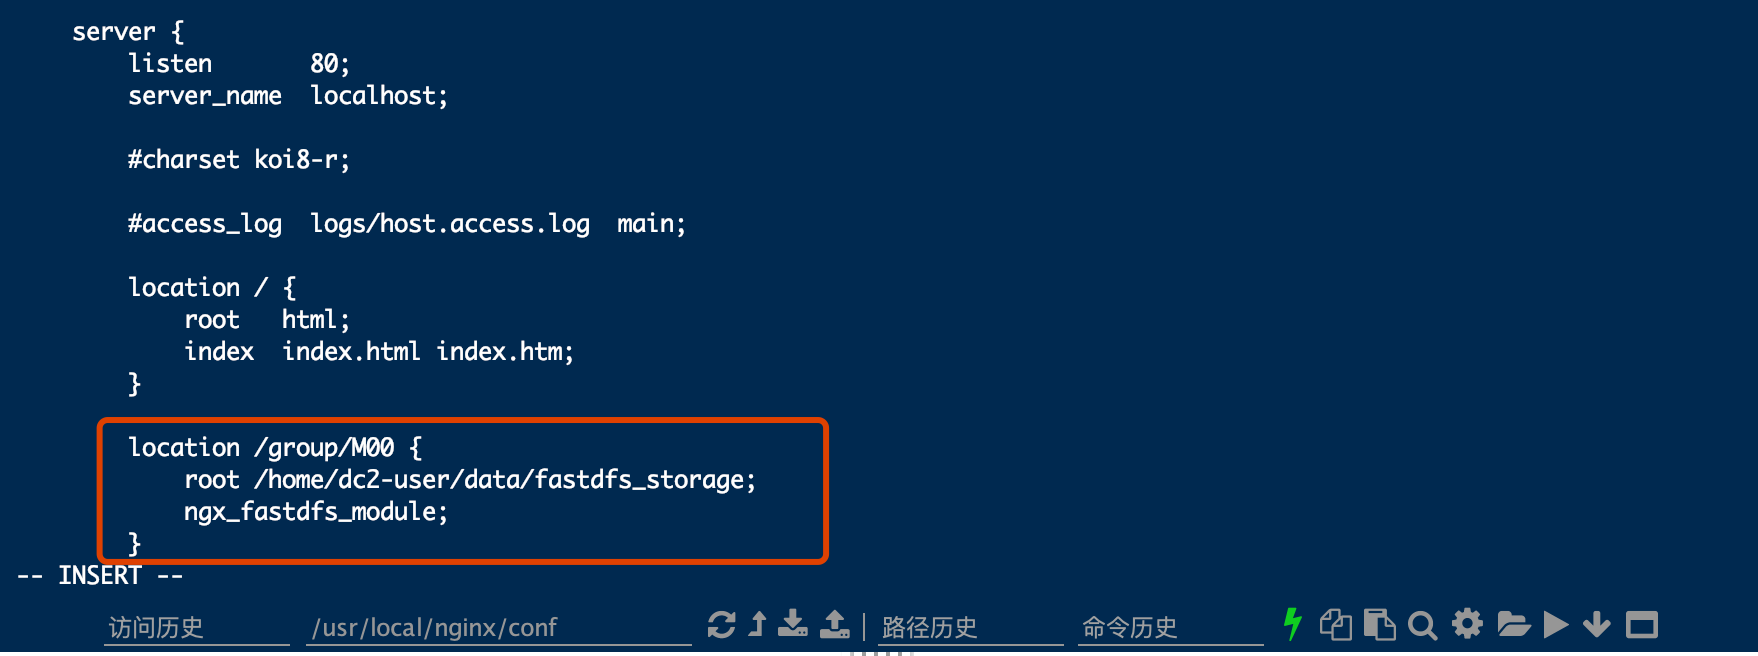 server {
listen       80;
server_name  localhost;
#charset koi8-r;
#access_log  logs/host.access.log  main;
location / {
root   html;
index  index.html index.htm;
}
location /group/M00 {
root /home/dc2-user/data/fastdfs_storage;
ngx_fastdfs_module;
}
-- INSERT --
访问历史 /usr/local/nginx/conf 路径历史 命令历史